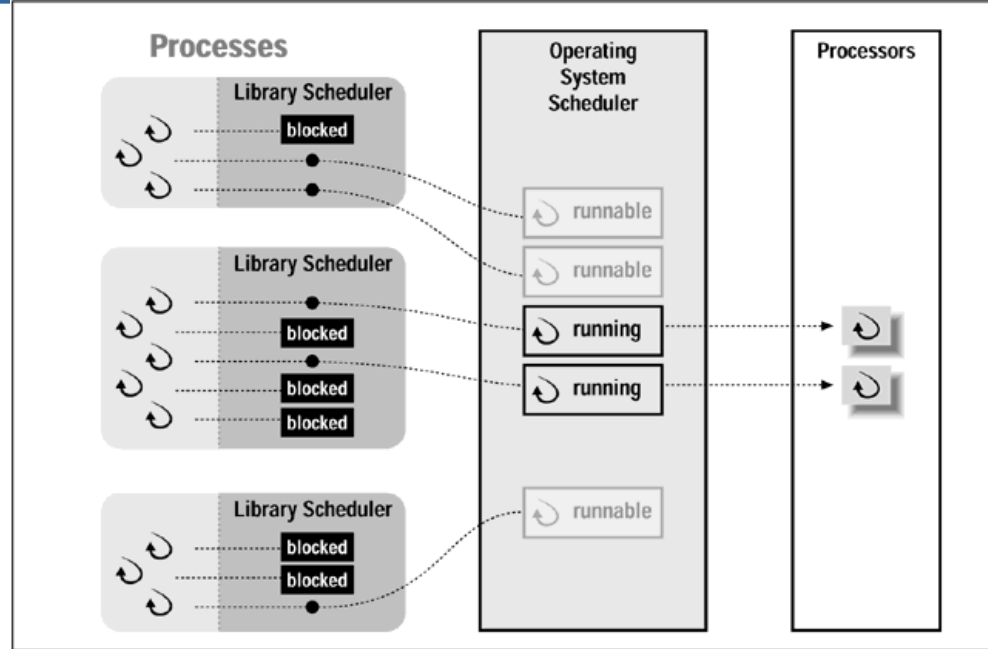 Processes
Library Scheduler
blocked
Library Scheduler
blocked
blocked
blocked
Library Scheduler
blocked
blocked
Operating
System
Scheduler
runnable
runnable
running
running
runnable
Processors